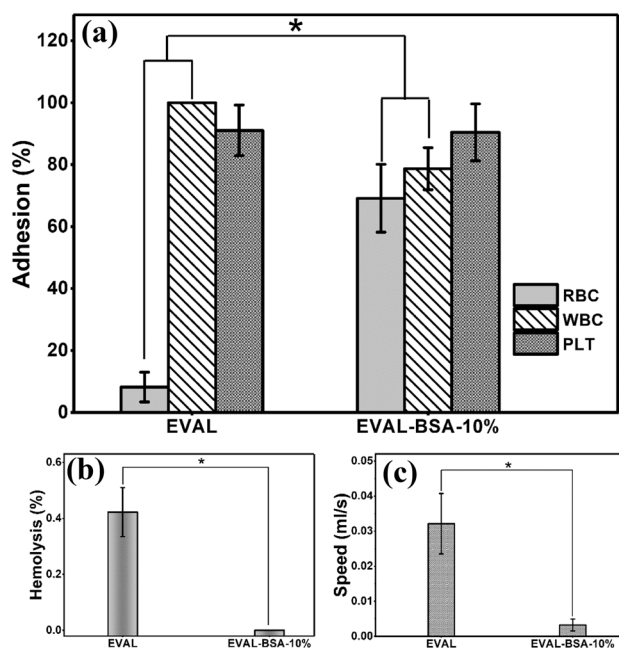 (a)
*
120
100
80
60
40
20
0
Adhesion (%)
RBC
WBC
PLT
EVAL
EVAL-BSA-10%
(b)
*
0.6
0.4
0.2
0.0
Hemolysis (%)
EVAL
EVAL-BSA-10%
(c)
*
0.05
0.04
0.03
0.02
0.01
0.00
Speed (ml/s)
EVAL
EVAL-BSA-10%